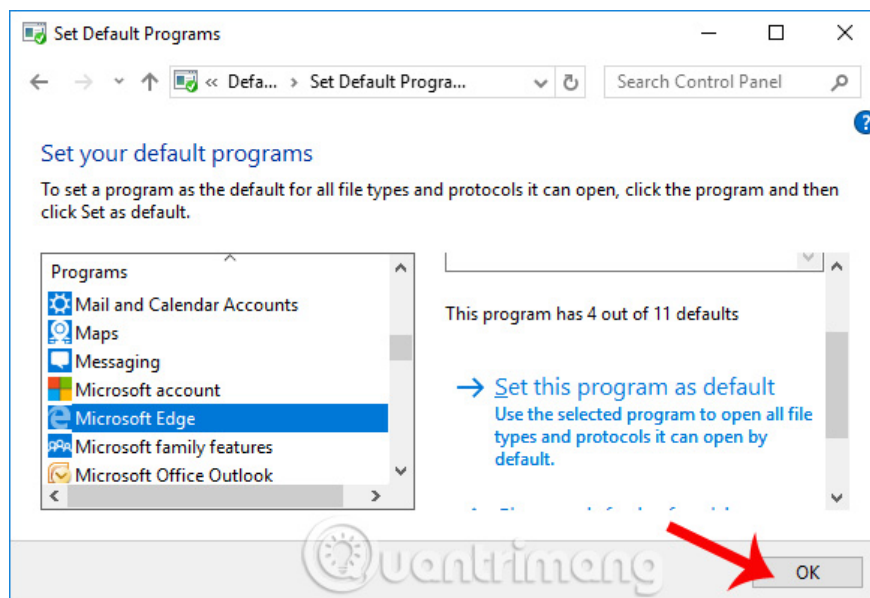 Set Default Programs
« Defa... › Set Default Progra...
Search Control Panel
?
Set your default programs
To set a program as the default for all file types and protocols it can open, click the program and then
click Set as default.
Programs
Mail and Calendar Accounts
Maps
Messaging
Microsoft account
Microsoft Edge
Microsoft family features
Microsoft Office Outlook
This program has 4 out of 11 defaults
Set this program as default
Use the selected program to open all file
types and protocols it can open by
default.
Quantrimang
OK